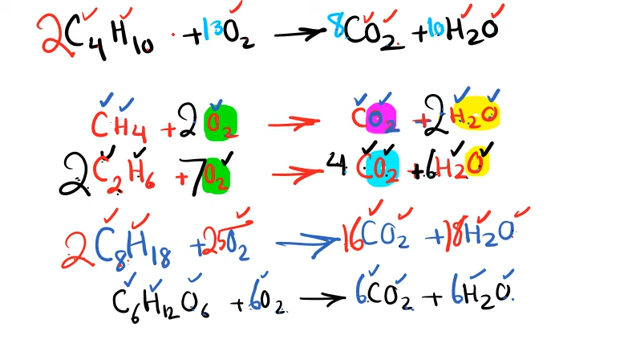 2C₄H₁₀ + 13O₂ → 8CO₂ + 10H₂O
CH₄ + 2O₂ → CO₂ + 2H₂O
2C₂H₆ + 7O₂ → 4CO₂ + 6H₂O
2C₈H₁₈ + 25O₂ → 16CO₂ + 18H₂O
C₆H₁₂O₆ + 6O₂ → 6CO₂ + 6H₂O